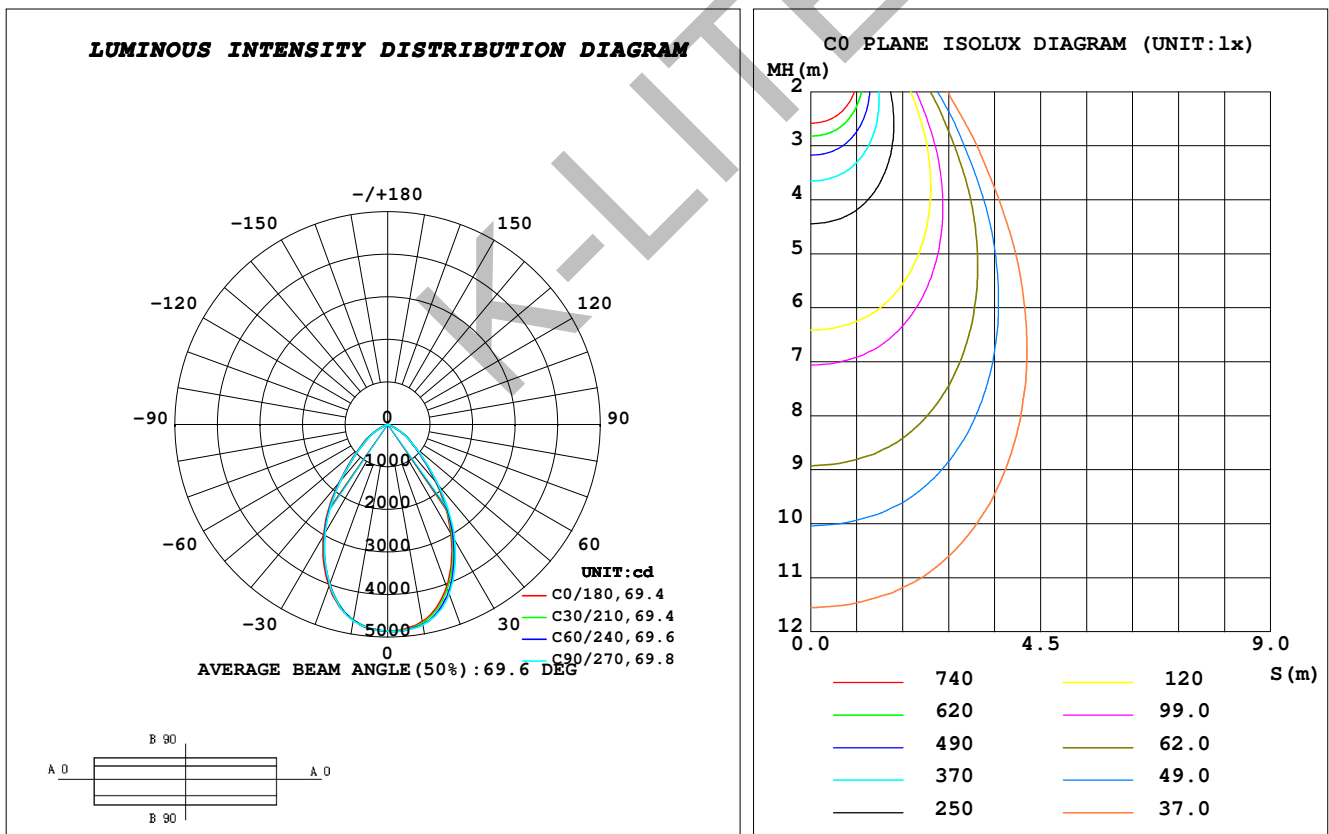 LUMINOUS INTENSITY DISTRIBUTION DIAGRAM
-/+180
-150
150
-120
120
-90
90
-60
60
-30
30
0
0
1000
2000
3000
4000
5000
UNIT:cd
C0/180,69.4
C30/210,69.4
C60/240,69.6
C90/270,69.8
AVERAGE BEAM ANGLE(50%):69.6 DEG
B 90
A 0
A 0
B 90
C0 PLANE ISOLUX DIAGRAM (UNIT:lx)
MH(m)
2
3
4
5
6
7
8
9
10
11
12
0.0
4.5
9.0
S(m)
740
620
490
370
250
120
99.0
62.0
49.0
37.0
K-LITE